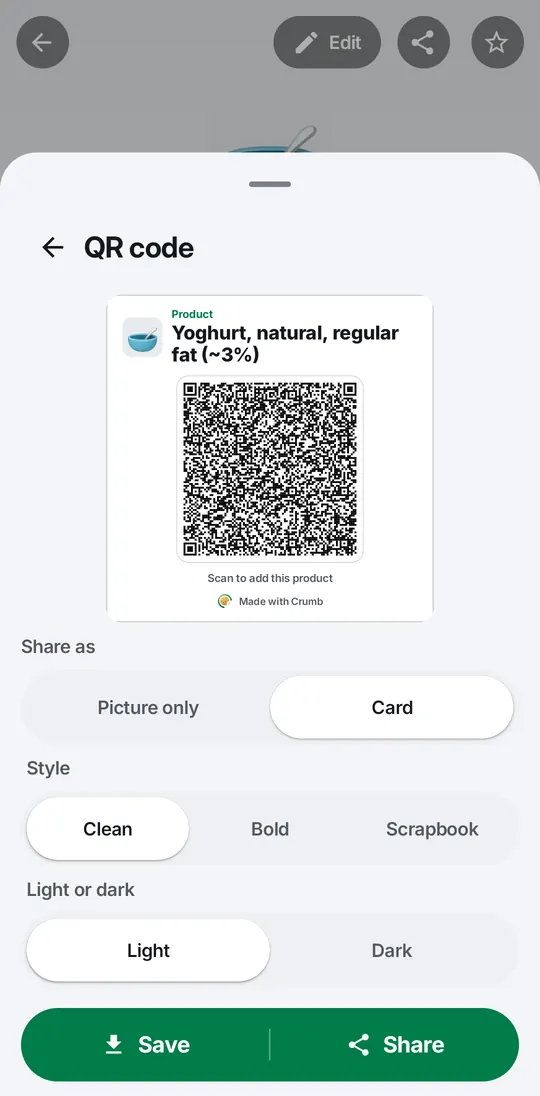 Edit
QR code
Product
Yoghurt, natural, regular
fat (~3%)
Scan to add this product
Made with Crumb
Share as
Picture only
Card
Style
Clean
Bold
Scrapbook
Light or dark
Light
Dark
Save
Share